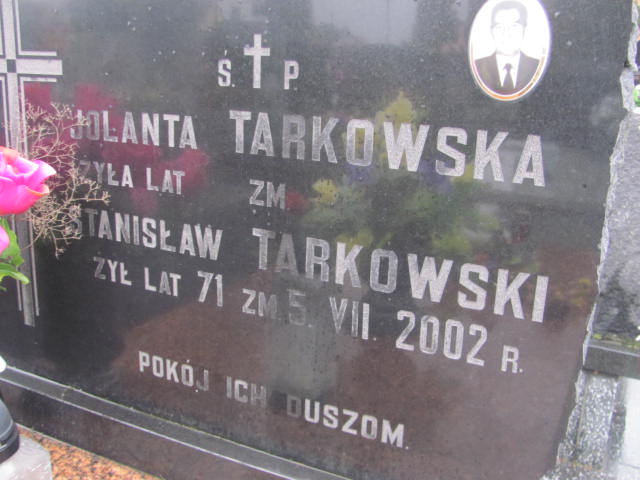 Ś. P.
JOLANTA TARKOWSKA
ŻYŁA LAT ZM.
STANISŁAW TARKOWSKI
ŻYŁ LAT 71 ZM. 5. VII. 2002 R.
POKÓJ ICH DUSZOM.